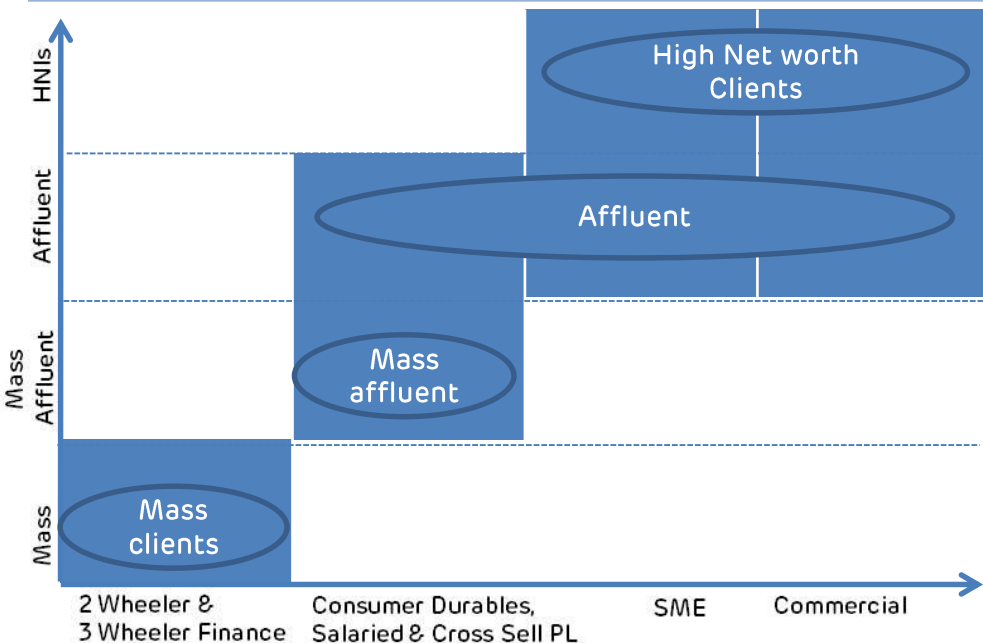 HNIs
High Net worth
Clients
Affluent
Affluent
Mass
Affluent
Mass
affluent
Mass
Mass
clients
2 Wheeler &
3 Wheeler Finance
Consumer Durables,
Salaried & Cross Sell PL
SME
Commercial